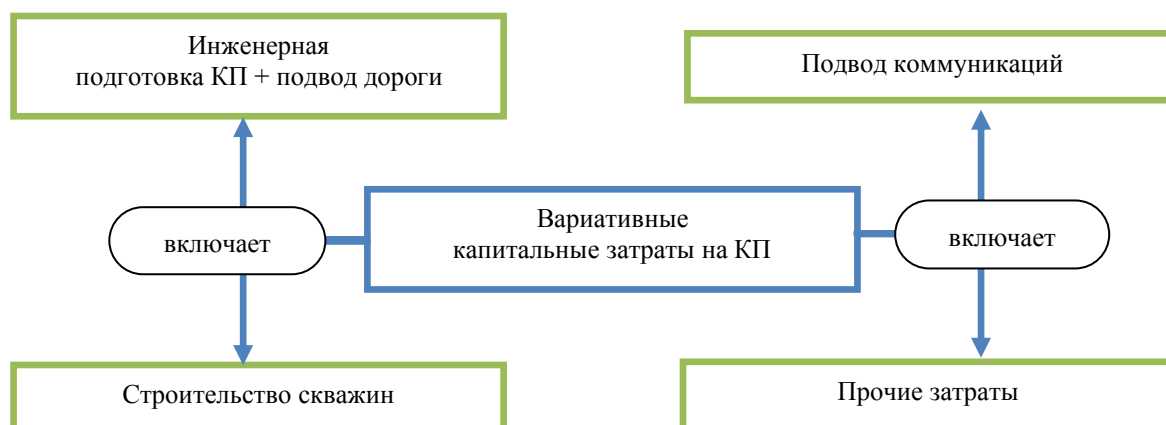 Инженерная
подготовка КП + подвод дороги
Подвод коммуникаций
включает
Вариативные
капитальные затраты на КП
включает
Строительство скважин
Прочие затраты